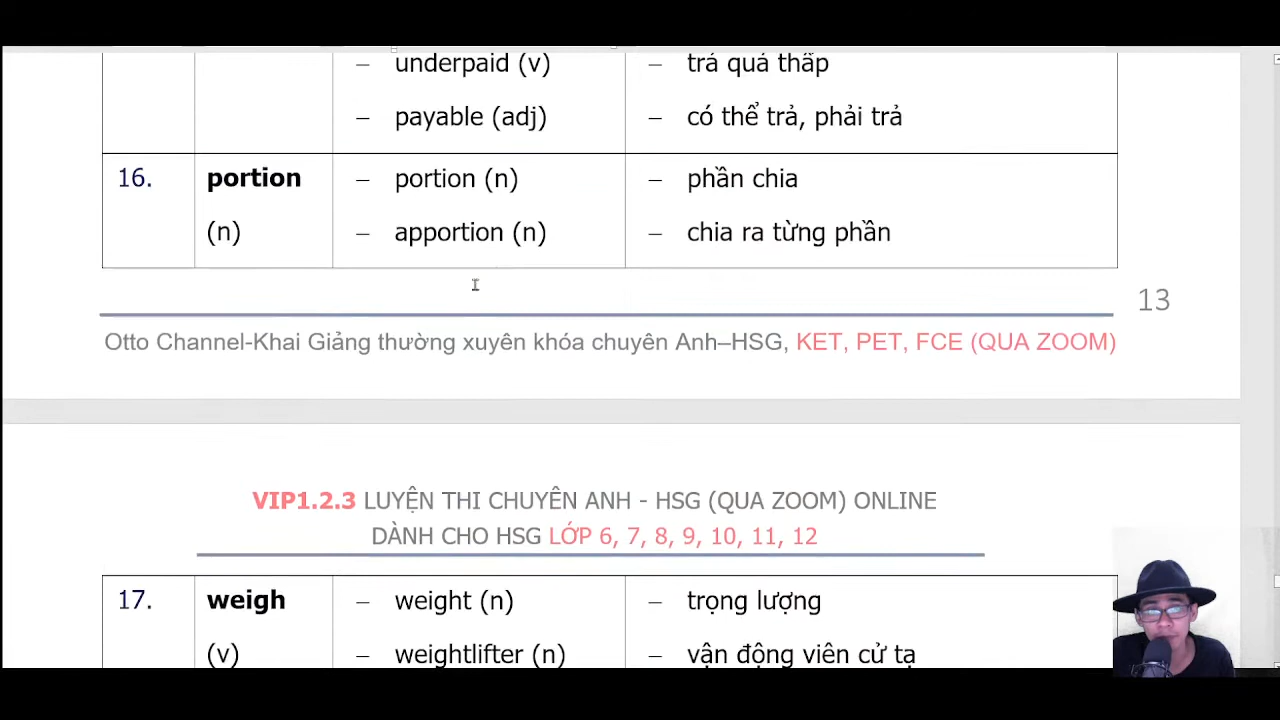 – underpaid (v) – trả quá thấp
– payable (adj) – có thể trả, phải trả
16. portion – portion (n) – phần chia
(n) – apportion (n) – chia ra từng phần
13
Otto Channel-Khai Giảng thường xuyên khóa chuyên Anh–HSG, KET, PET, FCE (QUA ZOOM)
VIP1.2.3 LUYỆN THI CHUYÊN ANH - HSG (QUA ZOOM) ONLINE
DÀNH CHO HSG LỚP 6, 7, 8, 9, 10, 11, 12
17. weigh – weight (n) – trọng lượng
(v) – weightlifter (n) – vận động viên cử tạ